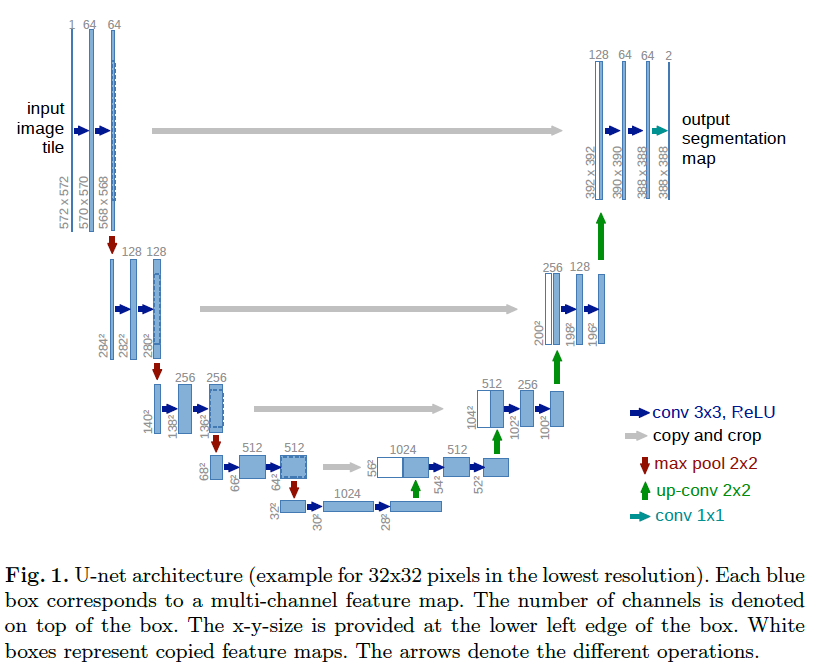 1 64 64
128 64 64 2
input
image
tile
output
segmentation
map
572 x 572
570 x 570
568 x 568
392 x 392
390 x 390
388 x 388
388 x 388
128 128
256 128
284²
282²
280²
200²
198²
196²
256 256
512 256
140²
138²
136²
104²
102²
100²
512 512
1024 512
68²
66²
64²
56²
54²
52²
1024
32²
30²
28²
conv 3x3, ReLU
copy and crop
max pool 2x2
up-conv 2x2
conv 1x1
Fig. 1. U-net architecture (example for 32x32 pixels in the lowest resolution). Each blue
box corresponds to a multi-channel feature map. The number of channels is denoted
on top of the box. The x-y-size is provided at the lower left edge of the box. White
boxes represent copied feature maps. The arrows denote the different operations.